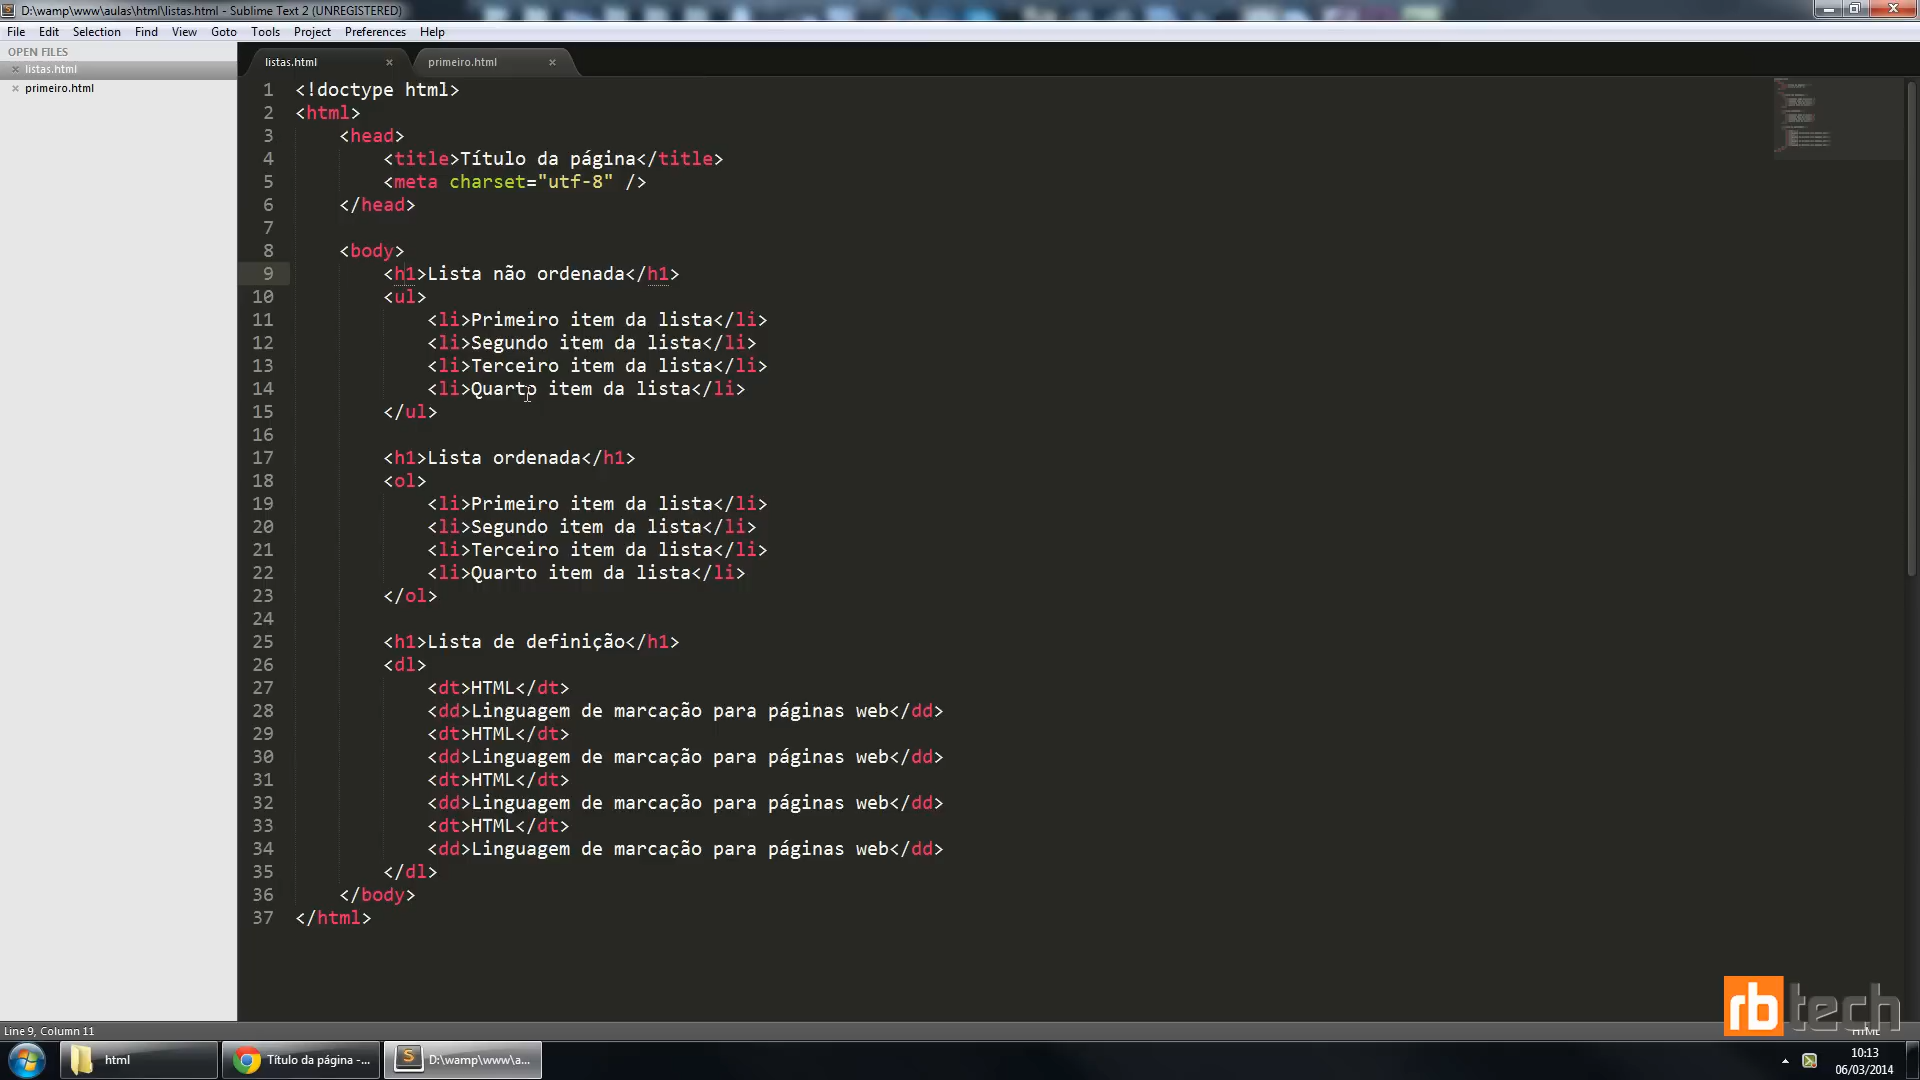 D:\wamp\www\aulas\html\listas.html - Sublime Text 2 (UNREGISTERED)
File Edit Selection Find View Goto Tools Project Preferences Help
OPEN FILES
listas.html
primeiro.html
listas.html
primeiro.html
1 <!doctype html>
2 <html>
3 <head>
4 <title>Título da página</title>
5 <meta charset="utf-8" />
6 </head>
7
8 <body>
9 <h1>Lista não ordenada</h1>
10 <ul>
11 <li>Primeiro item da lista</li>
12 <li>Segundo item da lista</li>
13 <li>Terceiro item da lista</li>
14 <li>Quarto item da lista</li>
15 </ul>
16
17 <h1>Lista ordenada</h1>
18 <ol>
19 <li>Primeiro item da lista</li>
20 <li>Segundo item da lista</li>
21 <li>Terceiro item da lista</li>
22 <li>Quarto item da lista</li>
23 </ol>
24
25 <h1>Lista de definição</h1>
26 <dl>
27 <dt>HTML</dt>
28 <dd>Linguagem de marcação para páginas web</dd>
29 <dt>HTML</dt>
30 <dd>Linguagem de marcação para páginas web</dd>
31 <dt>HTML</dt>
32 <dd>Linguagem de marcação para páginas web</dd>
33 <dt>HTML</dt>
34 <dd>Linguagem de marcação para páginas web</dd>
35 </dl>
36 </body>
37 </html>
rbtech
Line 9, Column 11
HTML
html
Título da página -...
D:\wamp\www\a...
10:13
06/03/2014